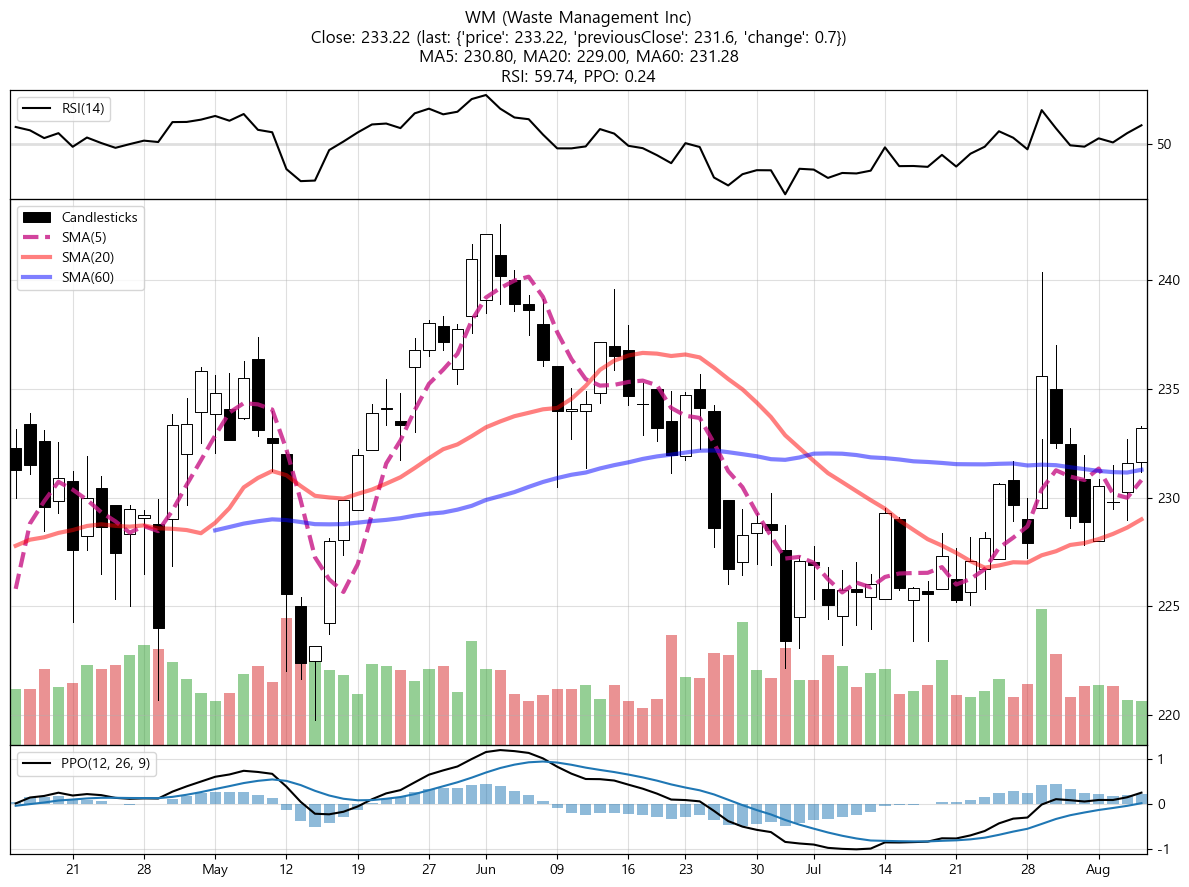 WM (Waste Management Inc)
Close: 233.22 (last: {'price': 233.22, 'previousClose': 231.6, 'change': 0.7})
MA5: 230.80, MA20: 229.00, MA60: 231.28
RSI: 59.74, PPO: 0.24
RSI(14)
50
Candlesticks
SMA(5)
SMA(20)
SMA(60)
240
235
230
225
220
PPO(12, 26, 9)
1
0
-1
21 28 May 12 19 27 Jun 09 16 23 30 Jul 14 21 28 Aug